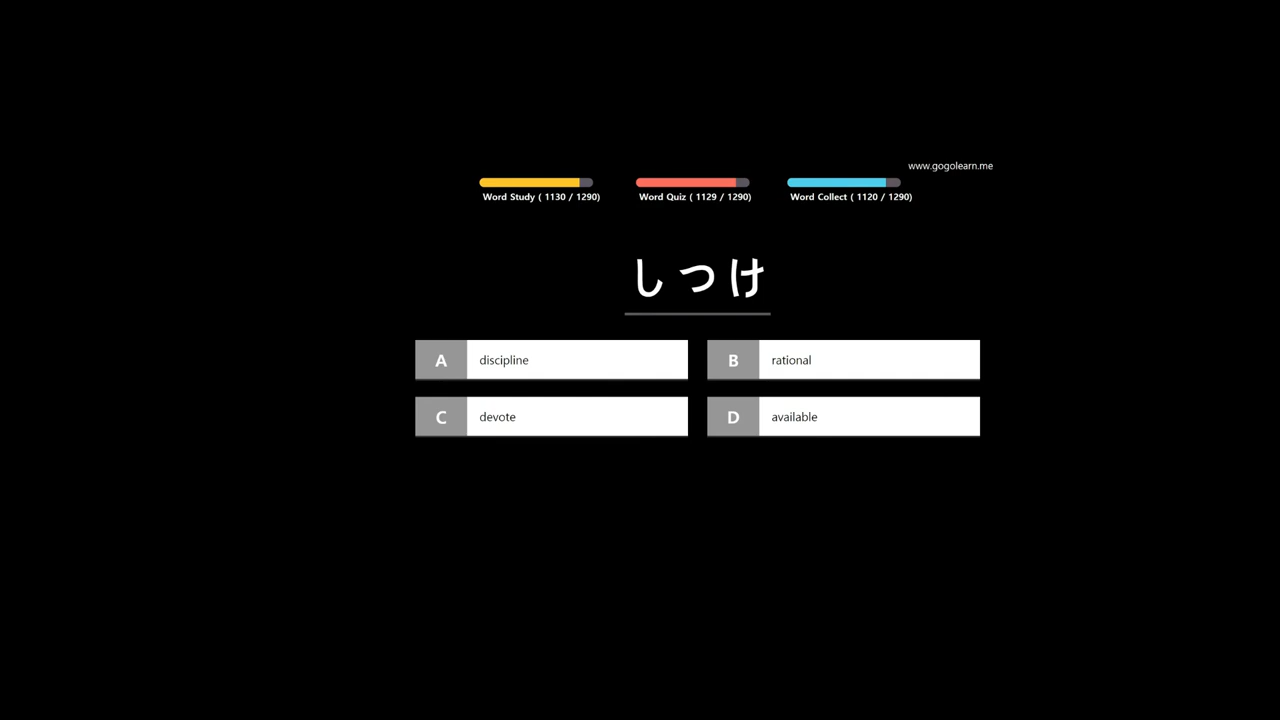 www.gogolearn.me
Word Study ( 1130 / 1290) Word Quiz ( 1129 / 1290) Word Collect ( 1120 / 1290)
しつけ
A discipline B rational
C devote D available